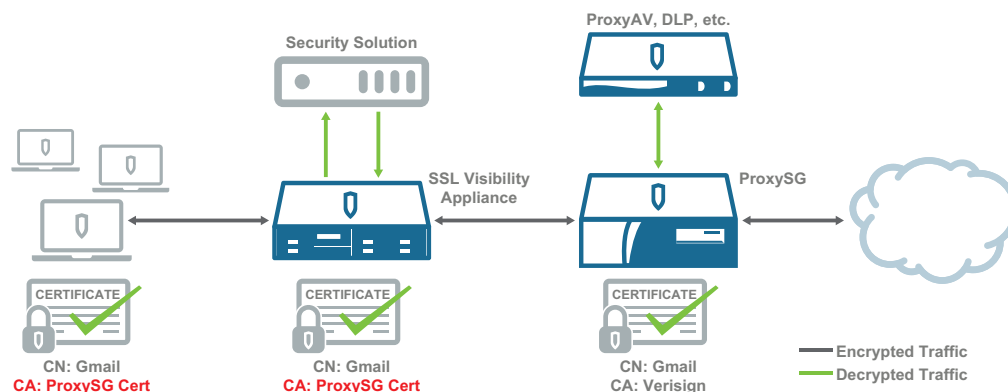 ProxyAV, DLP, etc.
Security Solution
SSL Visibility
Appliance
ProxySG
CERTIFICATE
CN: Gmail
CA: ProxySG Cert
CERTIFICATE
CN: Gmail
CA: ProxySG Cert
CERTIFICATE
CN: Gmail
CA: Verisign
Encrypted Traffic
Decrypted Traffic